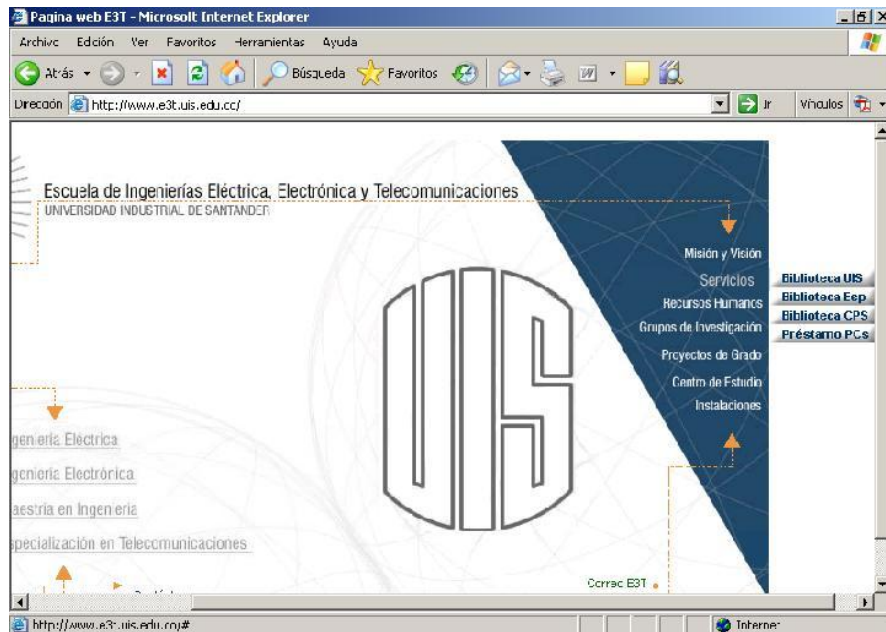 Pagina web E3T - Microsoft Internet Explorer
Archivo Edición Ver Favoritos Herramientas Ayuda
Atrás Búsqueda Favoritos
Dirección http://www.e3t.uis.edu.co/ Ir Vínculos
Escuela de Ingenierías Eléctrica, Electrónica y Telecomunicaciones
UNIVERSIDAD INDUSTRIAL DE SANTANDER
Misión y Visión
Servicios
Recursos Humanos
Grupos de Investigación
Proyectos de Grado
Centro de Estudio
Instalaciones
Biblioteca UIS
Biblioteca Esp
Biblioteca CPS
Préstamo PCs
UIS
geniería Eléctrica
geniería Electrónica
aestría en Ingeniería
specialización en Telecomunicaciones
Correo E3T
http://www.e3t.uis.edu.co/#
Internet